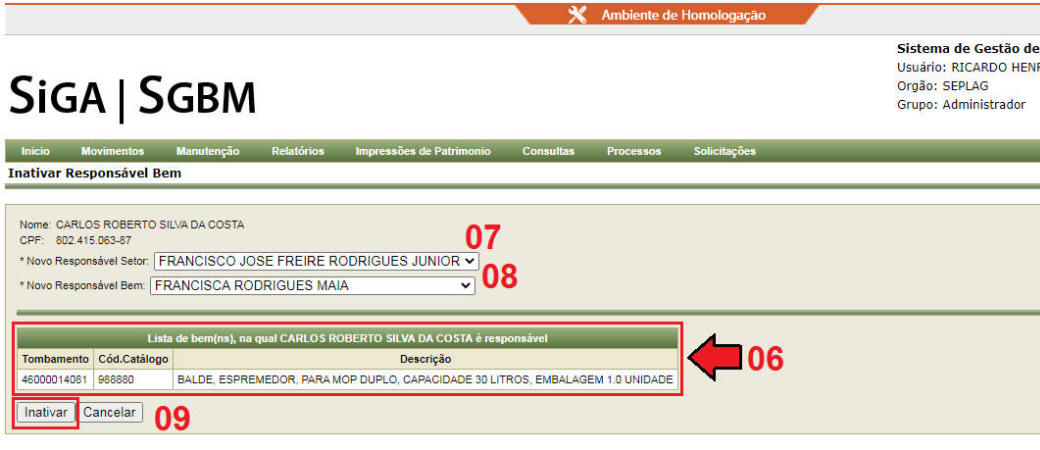 Ambiente de Homologação
Sistema de Gestão de
Usuário: RICARDO HENR
Orgão: SEPLAG
Grupo: Administrador
SIGA | SGBM
Início Movimentos Manutenção Relatórios Impressões de Patrimonio Consultas Processos Solicitações
Inativar Responsável Bem
Nome: CARLOS ROBERTO SILVA DA COSTA
CPF: 802.415.063-87
07
* Novo Responsável Setor: FRANCISCO JOSE FREIRE RODRIGUES JUNIOR
08
* Novo Responsável Bem: FRANCISCA RODRIGUES MAIA
Lista de bem(ns), na qual CARLOS ROBERTO SILVA DA COSTA é responsável
06
Tombamento Cód.Catálogo Descrição
46000014081 988880 BALDE, ESPREMEDOR, PARA MOP DUPLO, CAPACIDADE 30 LITROS, EMBALAGEM 1.0 UNIDADE
Inativar Cancelar
09